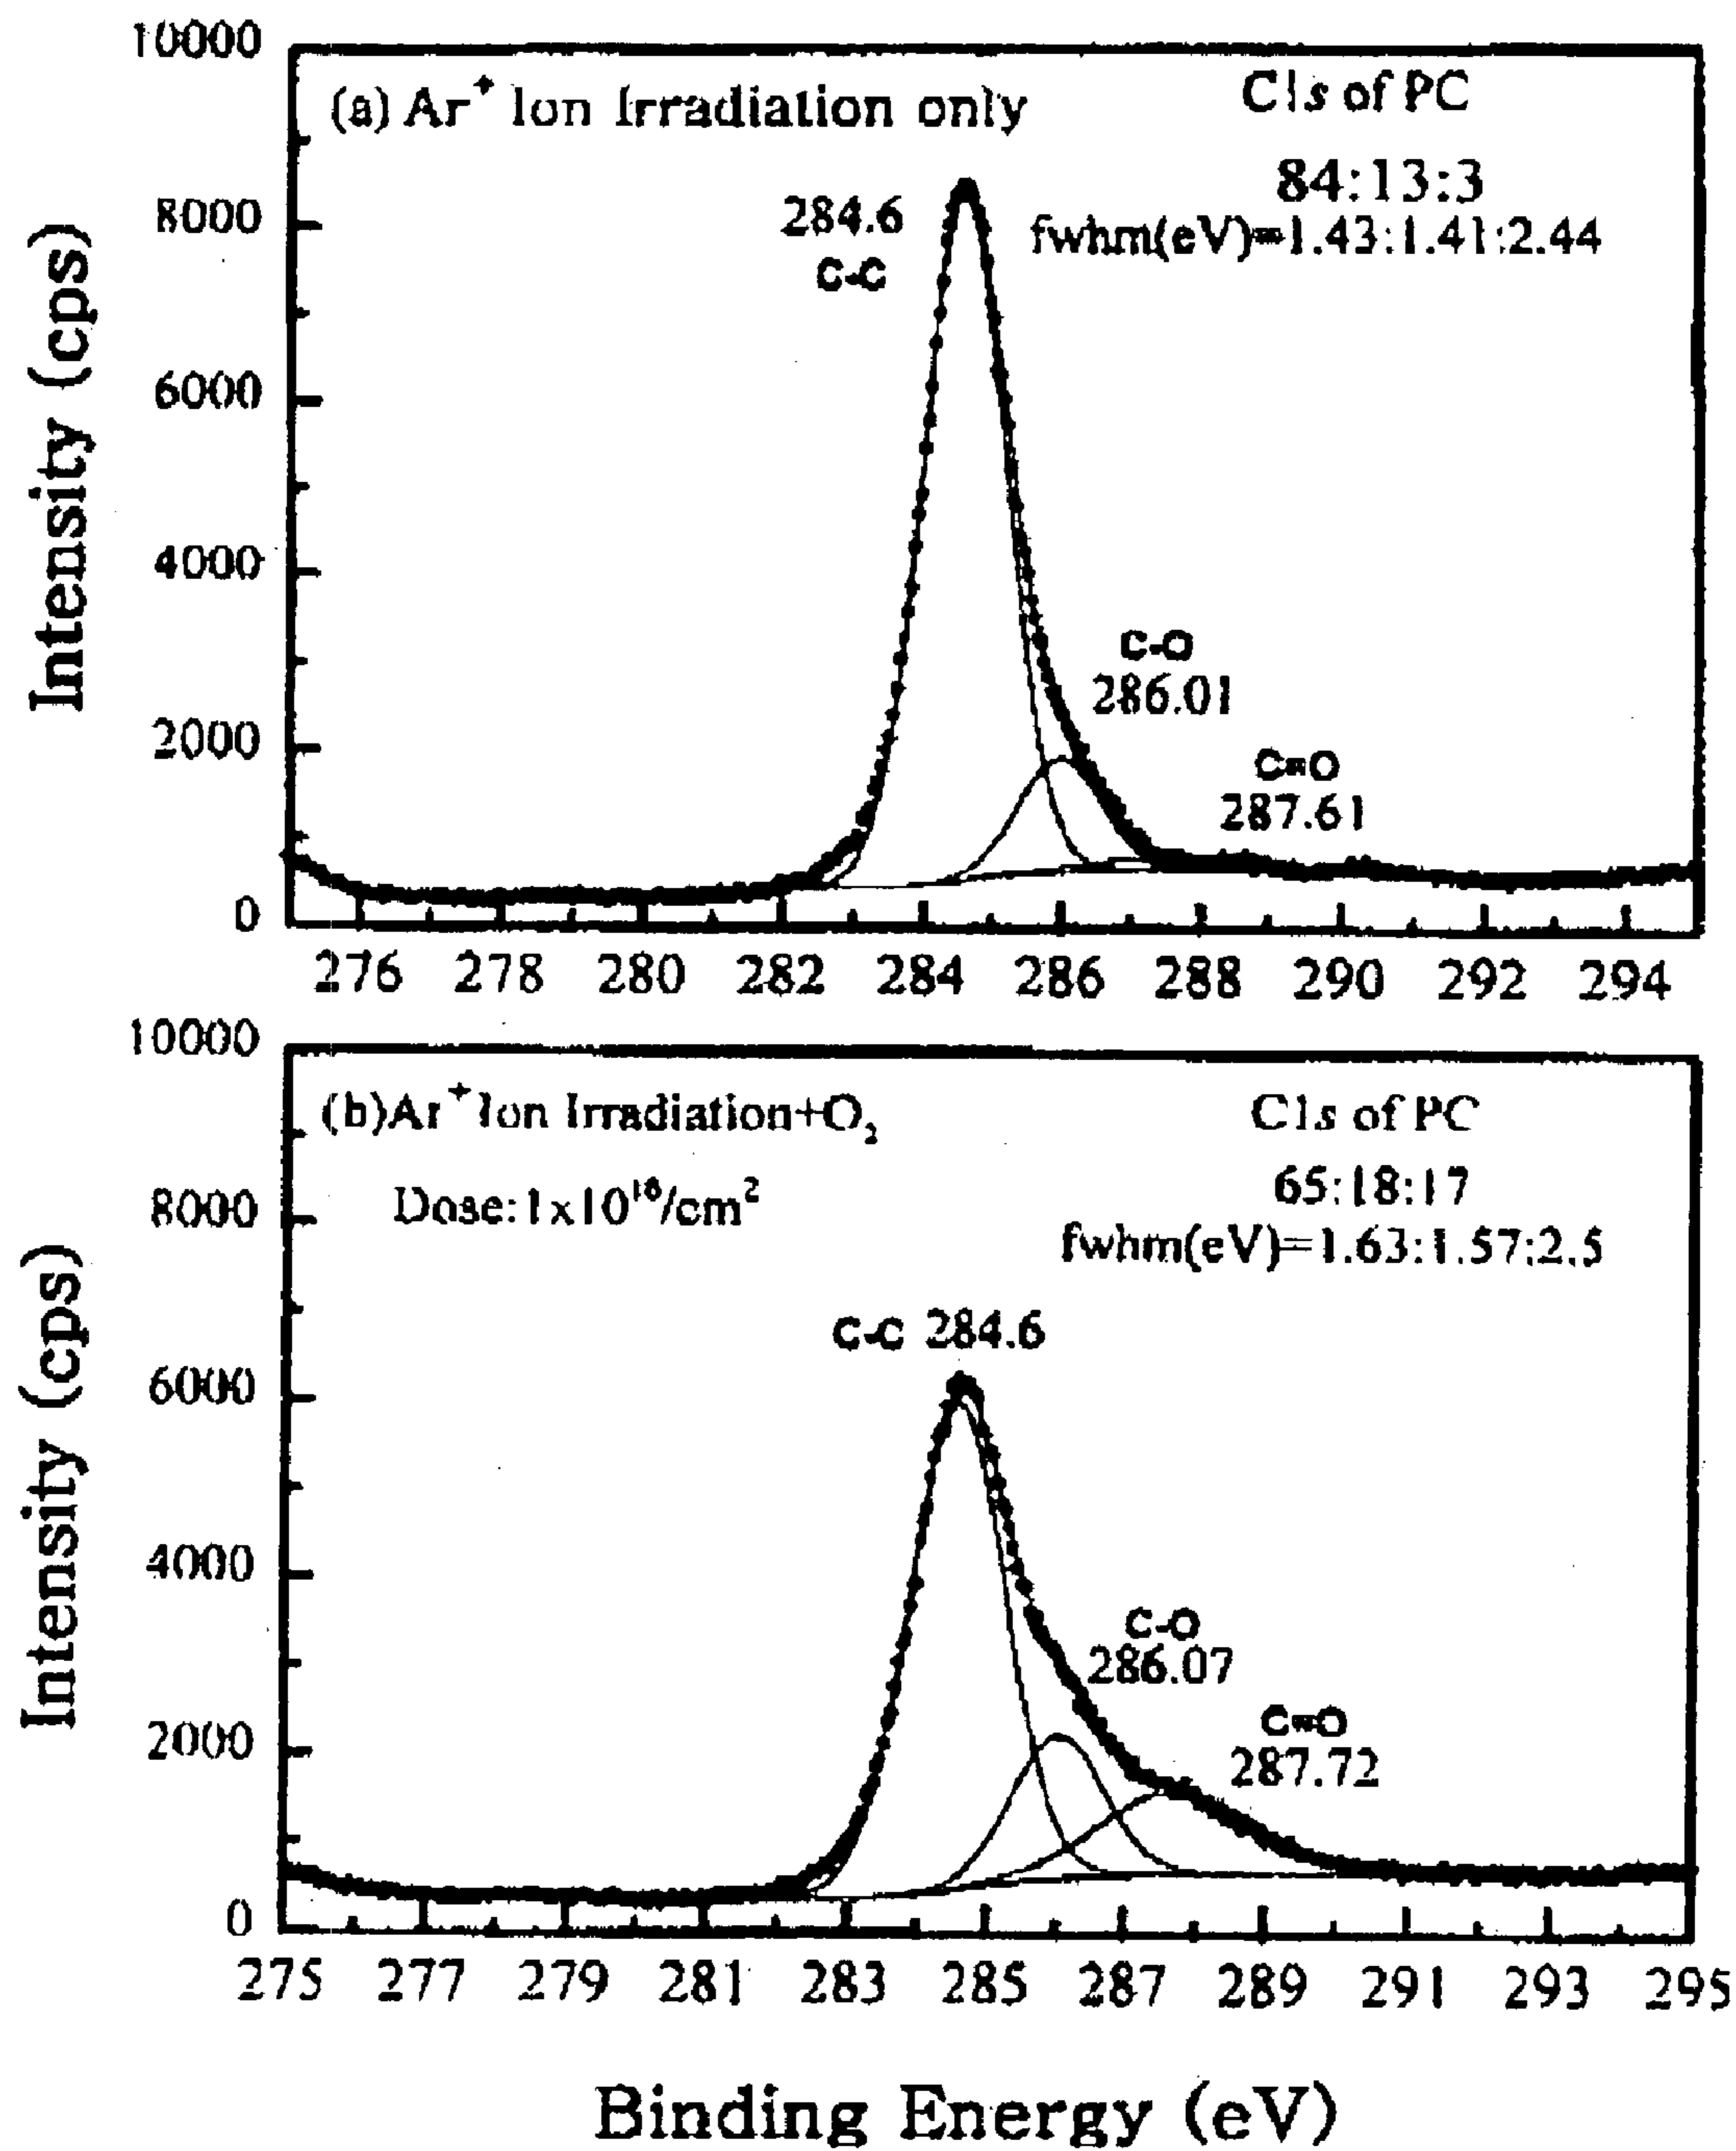 10000
(a) Ar⁺ Ion Irradiation only
C1s of PC
84:13:3
fwhm(eV)=1.43:1.41:2.44
284.6
C-C
8000
6000
4000
2000
0
C-O
286.01
C=O
287.61
Intensity (cps)
276 278 280 282 284 286 288 290 292 294
10000
(b)Ar⁺ Ion Irradiation+O₂
C1s of PC
65:18:17
fwhm(eV)=1.63:1.57:2.5
Dose:1x10¹⁶/cm²
C-C 284.6
8000
6000
4000
2000
0
C-O
286.07
C=O
287.72
Intensity (cps)
275 277 279 281 283 285 287 289 291 293 295
Binding Energy (eV)